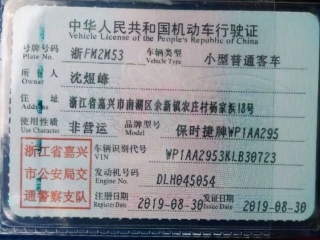 中华人民共和国机动车行驶证
Vehicle License of the People's Republic of China
号牌号码 浙FM2M53 车辆类型 小型普通客车
Plate No. Vehicle Type
所有人 沈煜峰
Owner
住址 浙江省嘉兴市南湖区余新镇农庄村杨家浜18号
Address
使用性质 非营运 品牌型号 保时捷牌WP1AA295
Use Character Model
浙江省嘉兴 车辆识别代号 WP1AA2953KLB30723
VIN
市公安局交 发动机号码 DLH045054
Engine No.
通警察支队 注册日期 2019-08-30 发证日期 2019-08-30
Register Date Issue Date